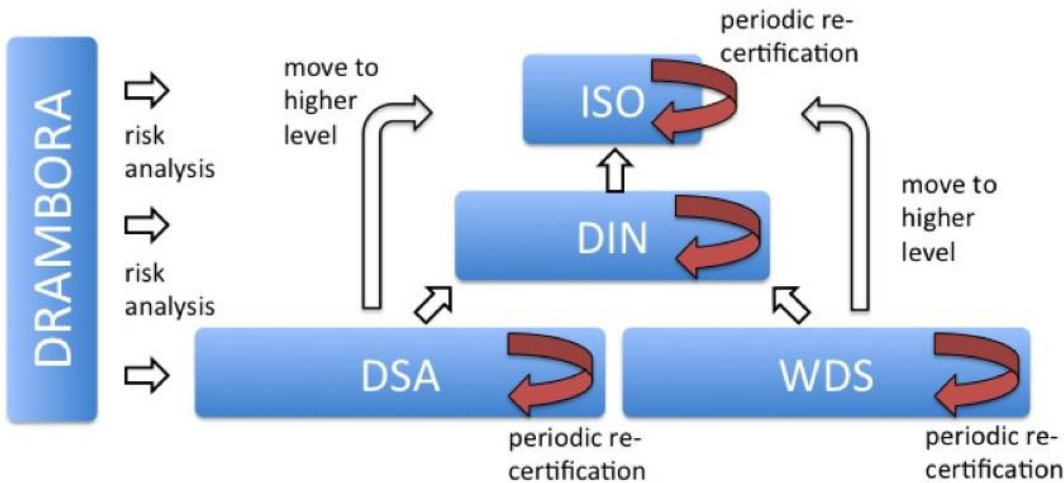 DRAMBORA
risk
analysis
risk
analysis
move to
higher
level
periodic re-
certification
ISO
DIN
move to
higher
level
DSA
periodic re-
certification
WDS
periodic re-
certification